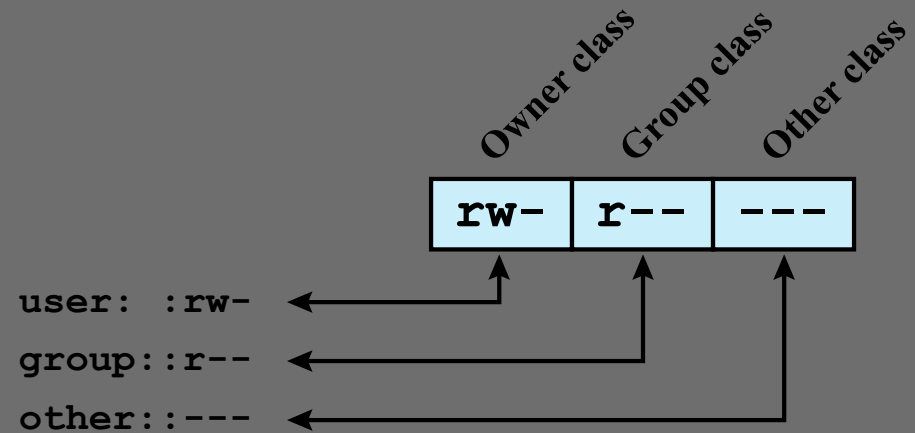 Owner class
Group class
Other class
rw- r-- ---
user: :rw-
group::r--
other::---